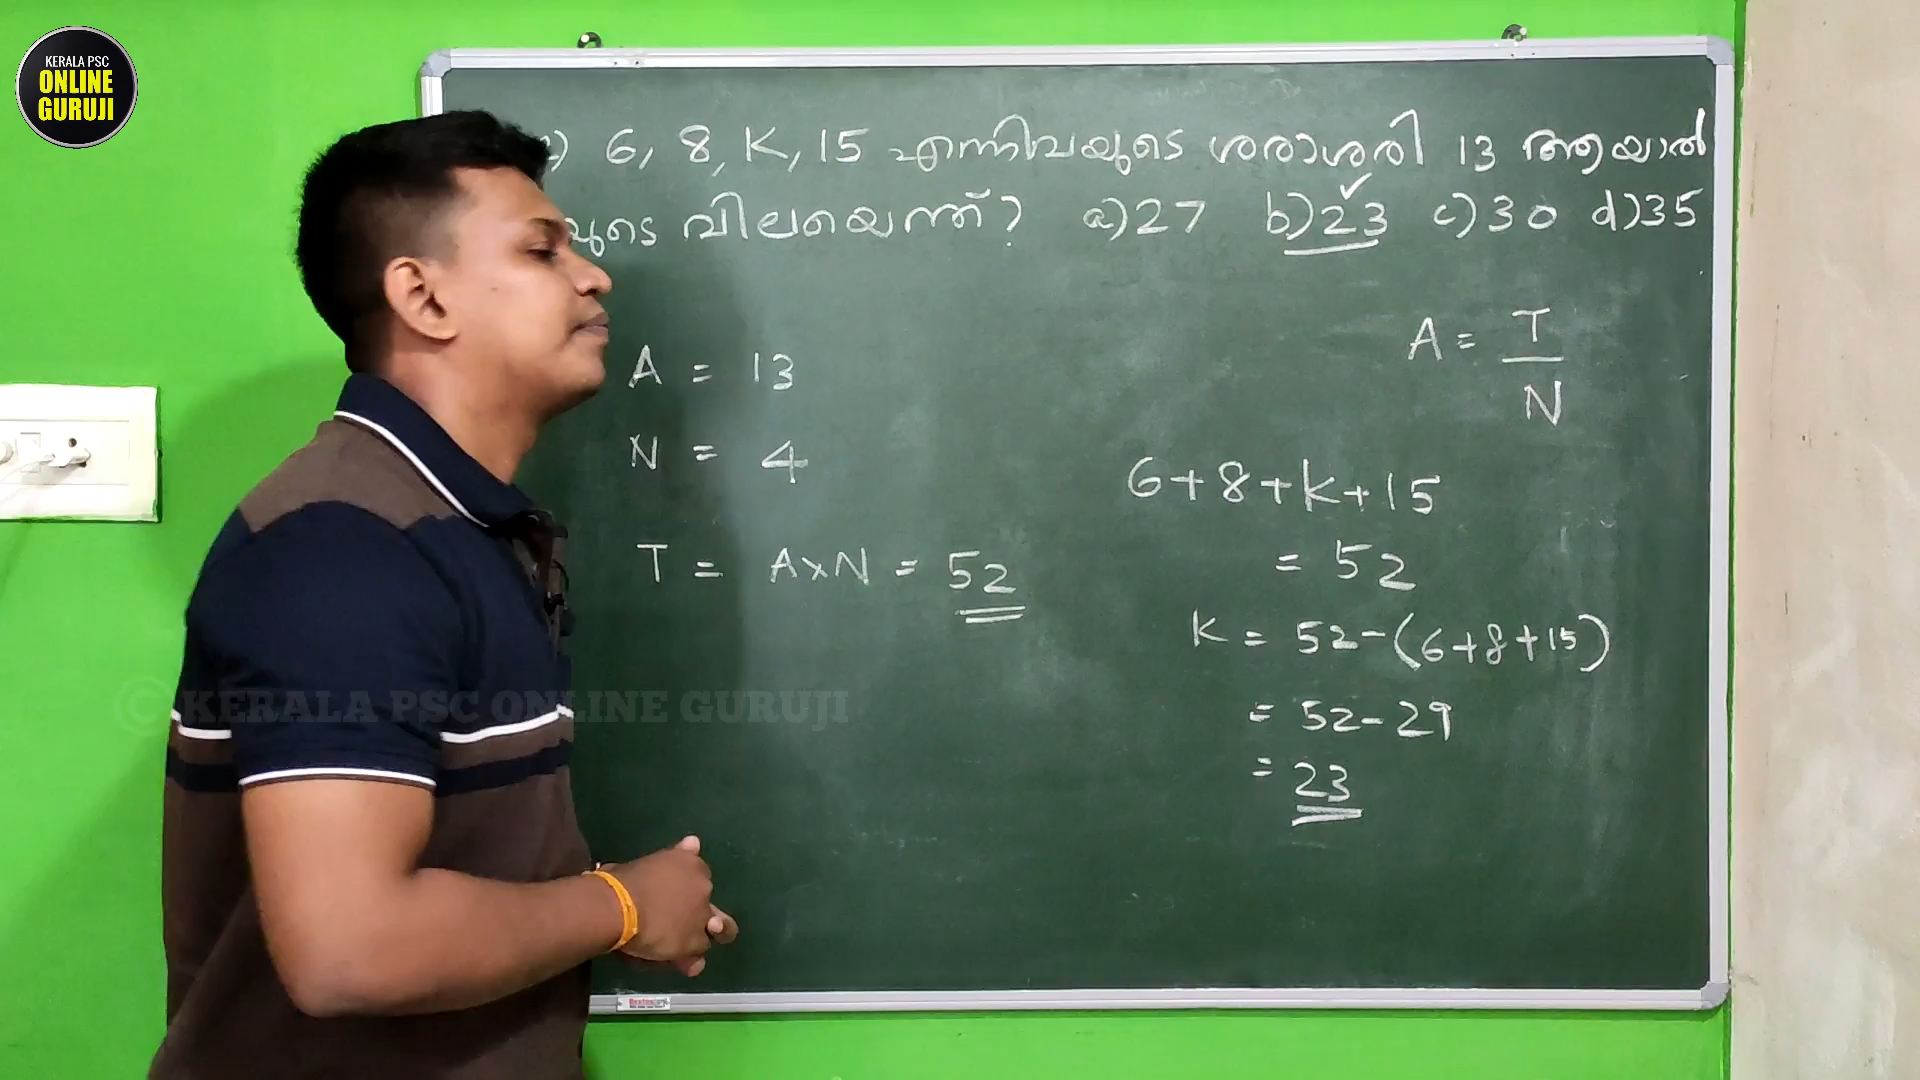 KERALA PSC
ONLINE
GURUJI
6, 8, K, 15 എന്നിവയുടെ ശരാശരി 13 ആയാൽ
യുടെ വിലയെന്ത്? a)27 b)23 c)30 d)35
A = 13
N = 4
T = A×N = 52
A = T
N
6+8+K+15
= 52
K = 52-(6+8+15)
= 52-29
= 23
© KERALA PSC ONLINE GURUJI